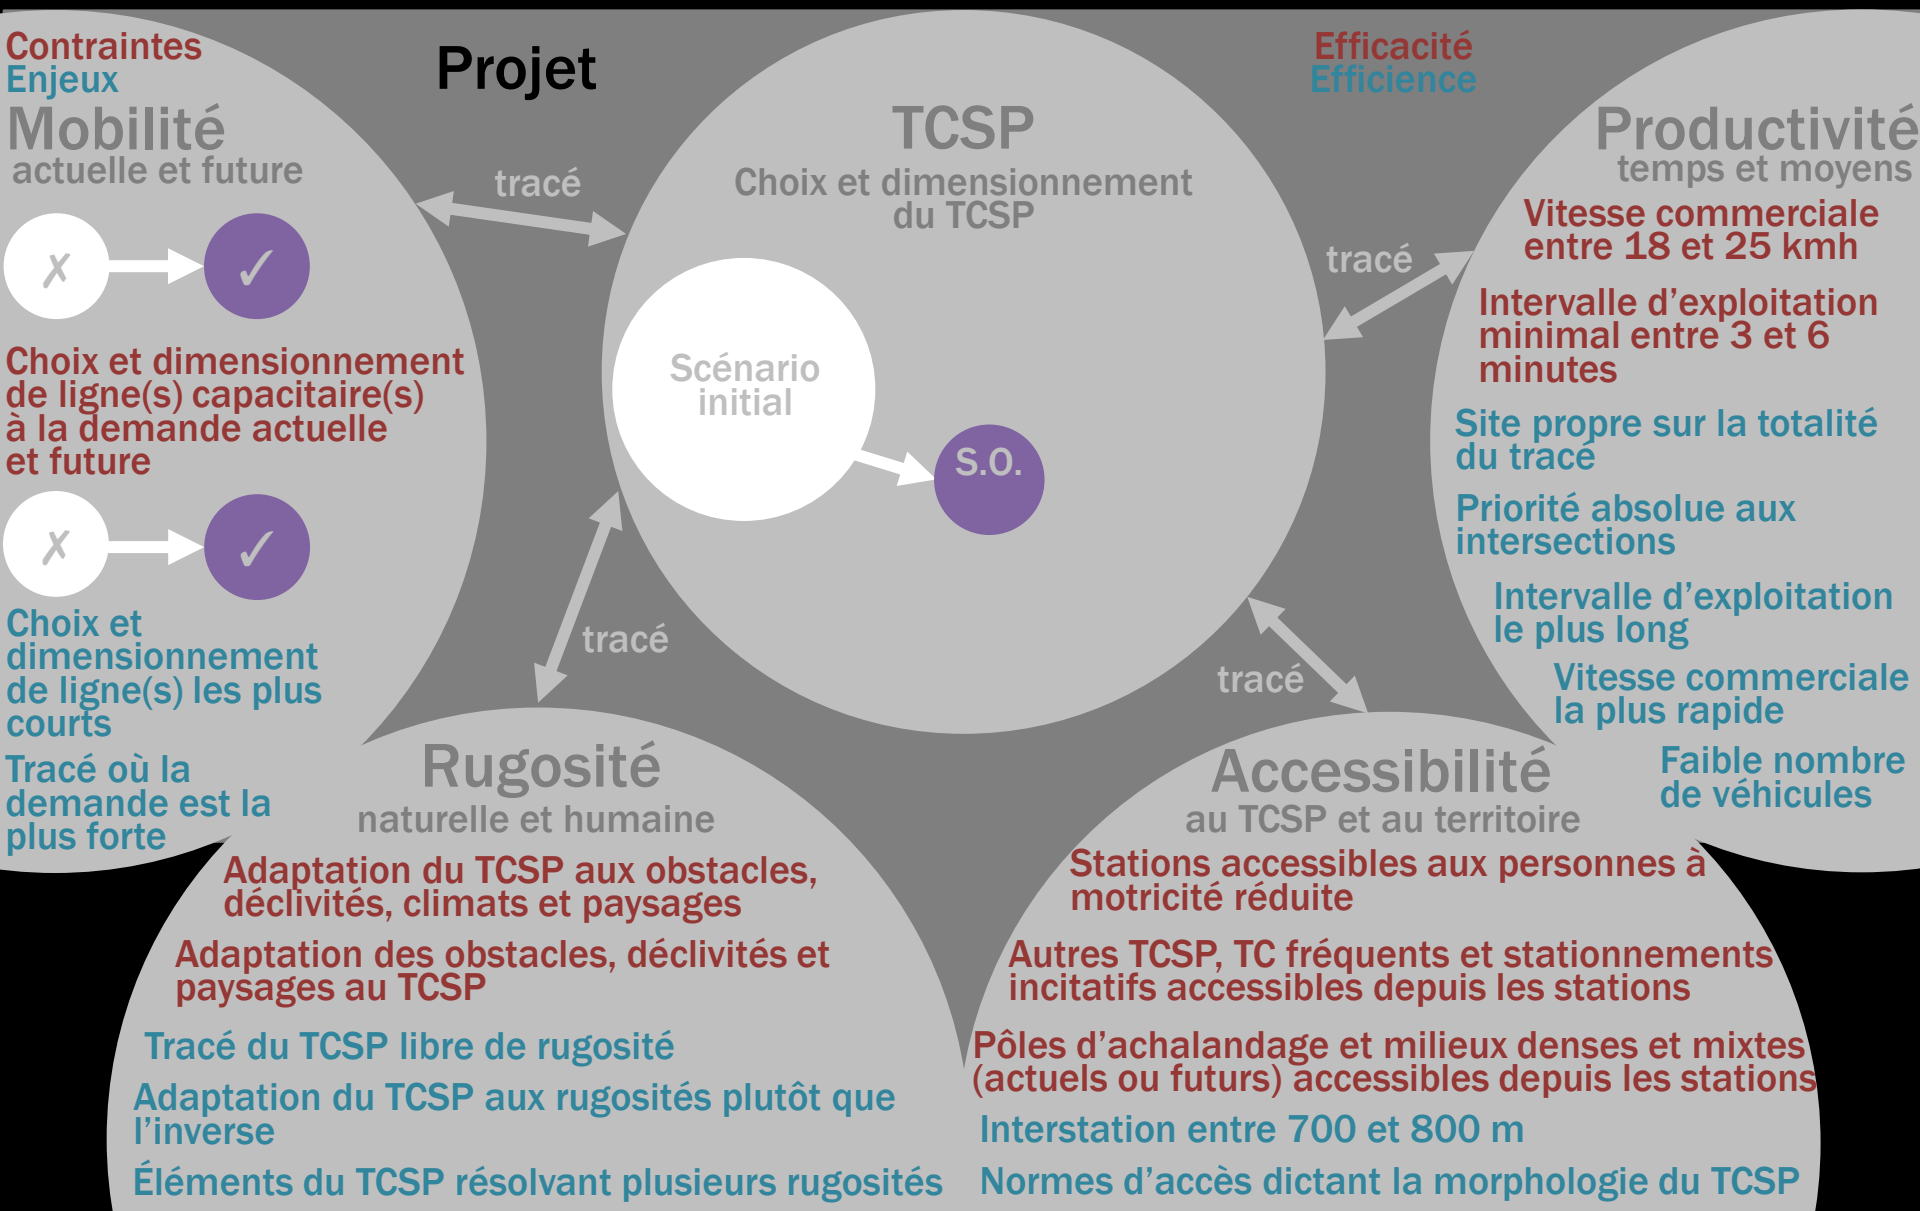 Contraintes
Enjeux
Mobilité
actuelle et future
✗
✓
Choix et dimensionnement
de ligne(s) capacitaire(s)
à la demande actuelle
et future
✗
✓
Choix et
dimensionnement
de ligne(s) les plus
courts
Tracé où la
demande est la
plus forte
Projet
tracé
TCSP
Choix et dimensionnement
du TCSP
Scénario
initial
S.O.
tracé
tracé
tracé
Efficacité
Efficience
Productivité
temps et moyens
Vitesse commerciale
entre 18 et 25 kmh
Intervalle d’exploitation
minimal entre 3 et 6
minutes
Site propre sur la totalité
du tracé
Priorité absolue aux
intersections
Intervalle d’exploitation
le plus long
Vitesse commerciale
la plus rapide
Faible nombre
de véhicules
Rugosité
naturelle et humaine
Adaptation du TCSP aux obstacles,
déclivités, climats et paysages
Adaptation des obstacles, déclivités et
paysages au TCSP
Tracé du TCSP libre de rugosité
Adaptation du TCSP aux rugosités plutôt que
l’inverse
Éléments du TCSP résolvant plusieurs rugosités
Accessibilité
au TCSP et au territoire
Stations accessibles aux personnes à
motricité réduite
Autres TCSP, TC fréquents et stationnements
incitatifs accessibles depuis les stations
Pôles d’achalandage et milieux denses et mixtes
(actuels ou futurs) accessibles depuis les stations
Interstation entre 700 et 800 m
Normes d’accès dictant la morphologie du TCSP